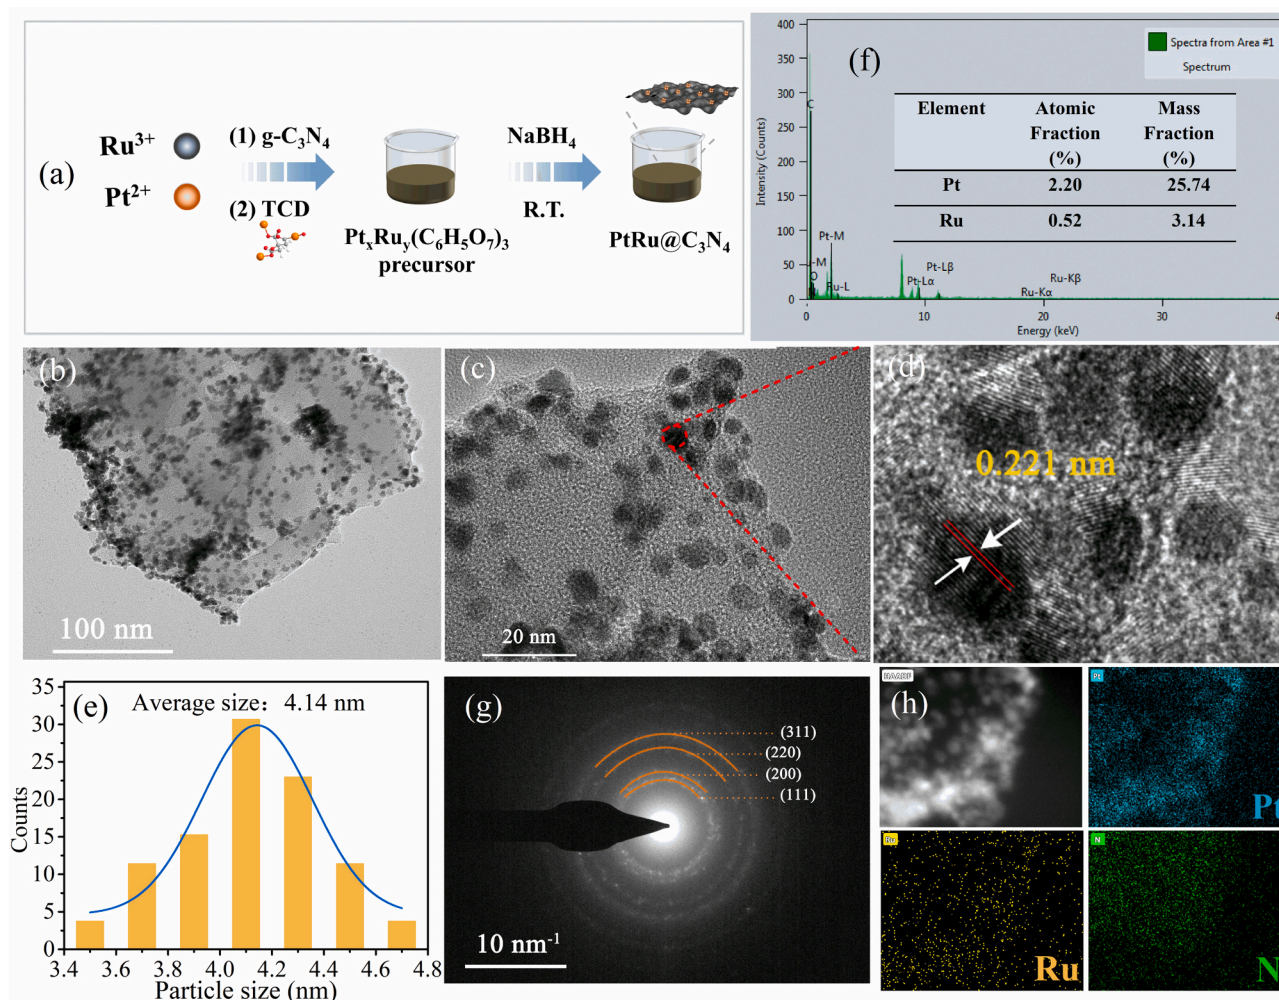 (a)
Ru³⁺
Pt²⁺
(1) g-C₃N₄
(2) TCD
PtₓRuᵧ(C₆H₅O₇)₃
precursor
NaBH₄
R.T.
PtRu@C₃N₄
(f)
Spectra from Area #1
Spectrum
Element Atomic Fraction (%) Mass Fraction (%)
Pt 2.20 25.74
Ru 0.52 3.14
Intensity (Counts)
400
350
300
250
200
150
100
50
0
C
Pt-M
O
Ru-L
Pt-Lα
Pt-Lβ
Ru-Kα
Ru-Kβ
0 10 20 30
Energy (keV)
(b)
100 nm
(c)
20 nm
(d)
0.221 nm
(e)
Average size: 4.14 nm
Counts
35
30
25
20
15
10
5
0
3.4 3.6 3.8 4.0 4.2 4.4 4.6 4.8
Particle size (nm)
(g)
(311)
(220)
(200)
(111)
10 nm⁻¹
HAADF
(h)
Pt
Pt
Ru
Ru
N
N